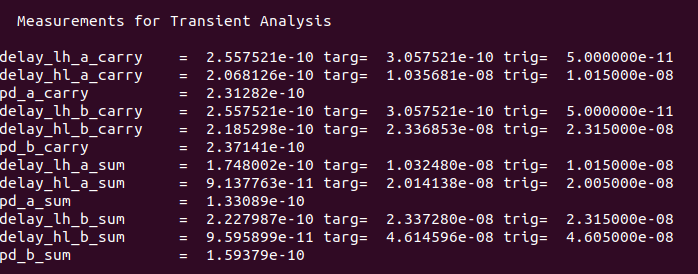 Measurements for Transient Analysis
delay_lh_a_carry = 2.557521e-10 targ= 3.057521e-10 trig= 5.000000e-11
delay_hl_a_carry = 2.068126e-10 targ= 1.035681e-08 trig= 1.015000e-08
pd_a_carry = 2.31282e-10
delay_lh_b_carry = 2.557521e-10 targ= 3.057521e-10 trig= 5.000000e-11
delay_hl_b_carry = 2.185298e-10 targ= 2.336853e-08 trig= 2.315000e-08
pd_b_carry = 2.37141e-10
delay_lh_a_sum = 1.748002e-10 targ= 1.032480e-08 trig= 1.015000e-08
delay_hl_a_sum = 9.137763e-11 targ= 2.014138e-08 trig= 2.005000e-08
pd_a_sum = 1.33089e-10
delay_lh_b_sum = 2.227987e-10 targ= 2.337280e-08 trig= 2.315000e-08
delay_hl_b_sum = 9.595899e-11 targ= 4.614596e-08 trig= 4.605000e-08
pd_b_sum = 1.59379e-10